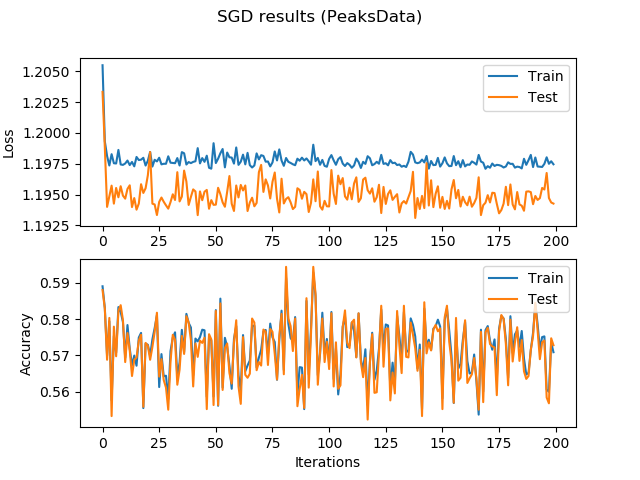 SGD results (PeaksData)
1.2050
1.2025
1.2000
1.1975
1.1950
1.1925
Loss
Train
Test
0 25 50 75 100 125 150 175 200
0.59
0.58
0.57
0.56
Accuracy
Train
Test
0 25 50 75 100 125 150 175 200
Iterations